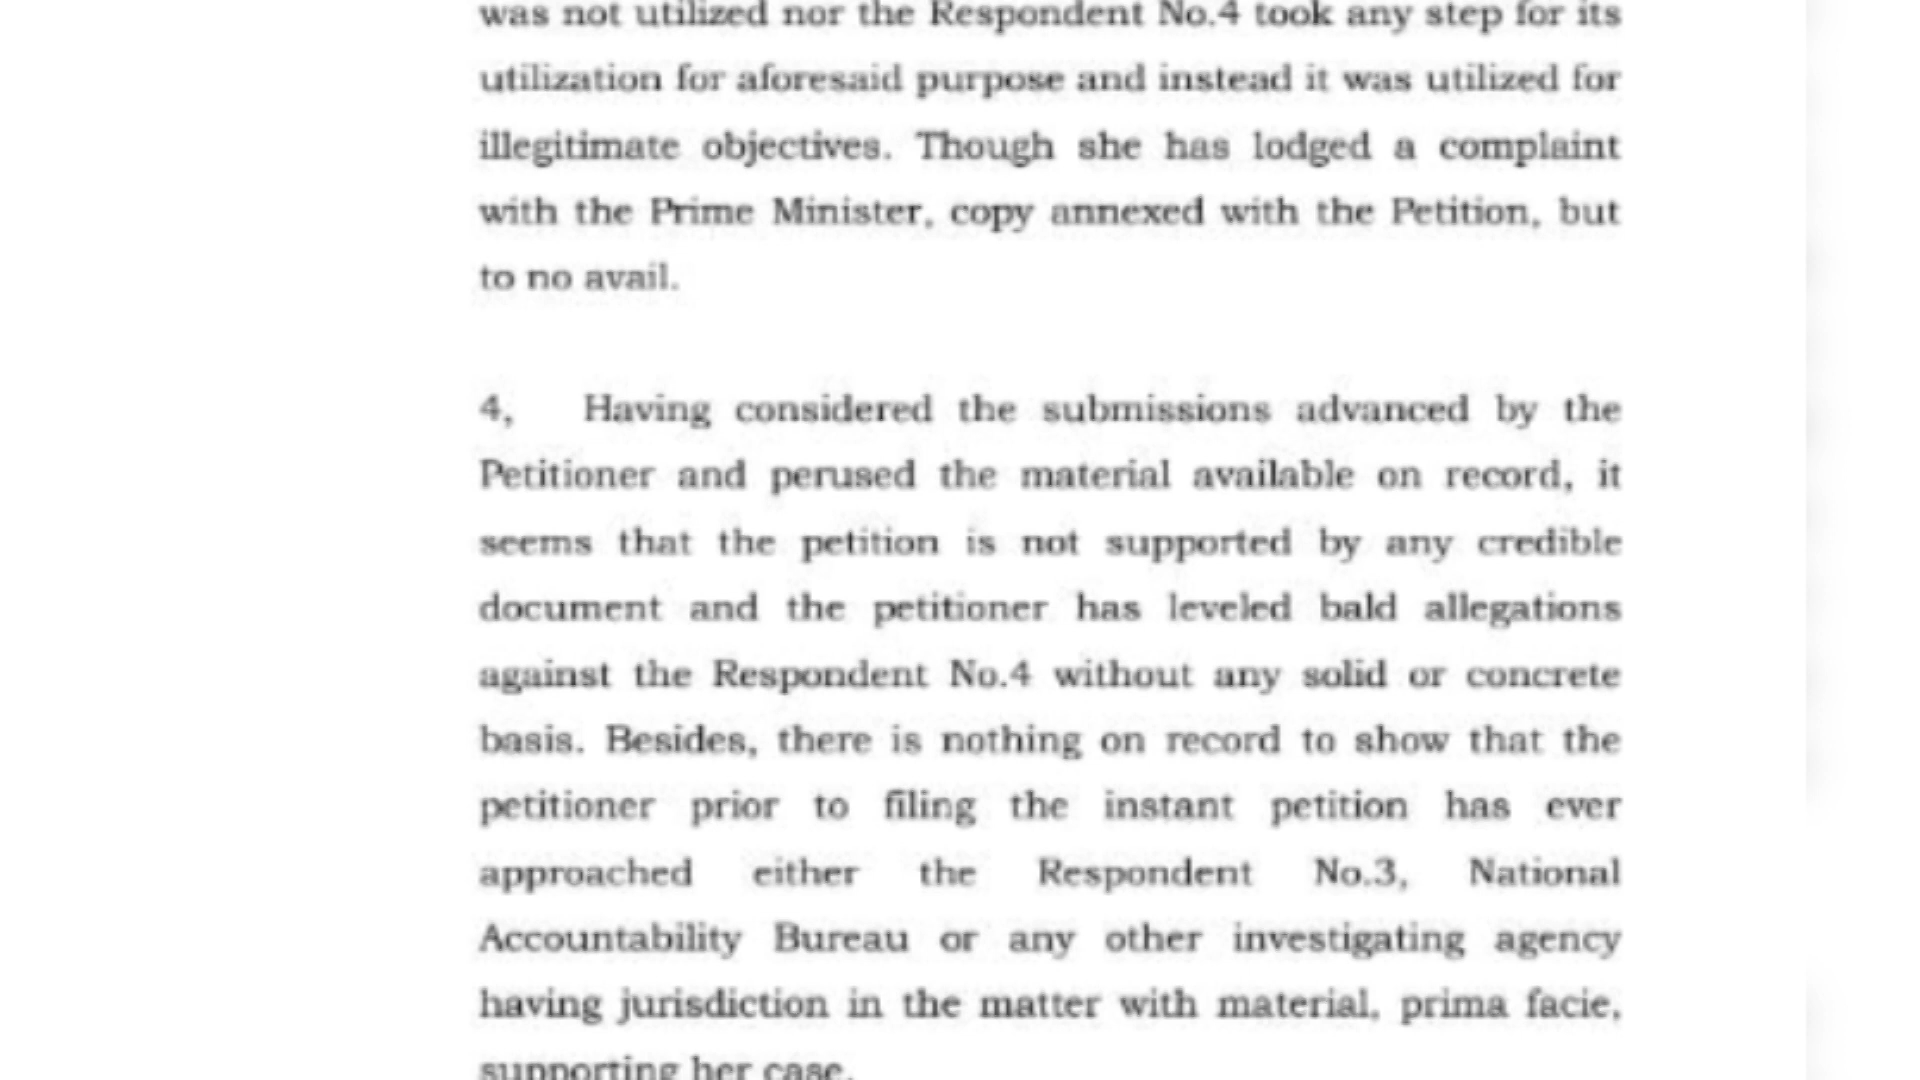 was not utilized nor the Respondent No.4 took any step for its
utilization for aforesaid purpose and instead it was utilized for
illegitimate objectives. Though she has lodged a complaint
with the Prime Minister, copy annexed with the Petition, but
to no avail.
4, Having considered the submissions advanced by the
Petitioner and perused the material available on record, it
seems that the petition is not supported by any credible
document and the petitioner has leveled bald allegations
against the Respondent No.4 without any solid or concrete
basis. Besides, there is nothing on record to show that the
petitioner prior to filing the instant petition has ever
approached either the Respondent No.3, National
Accountability Bureau or any other investigating agency
having jurisdiction in the matter with material, prima facie,
supporting her case.